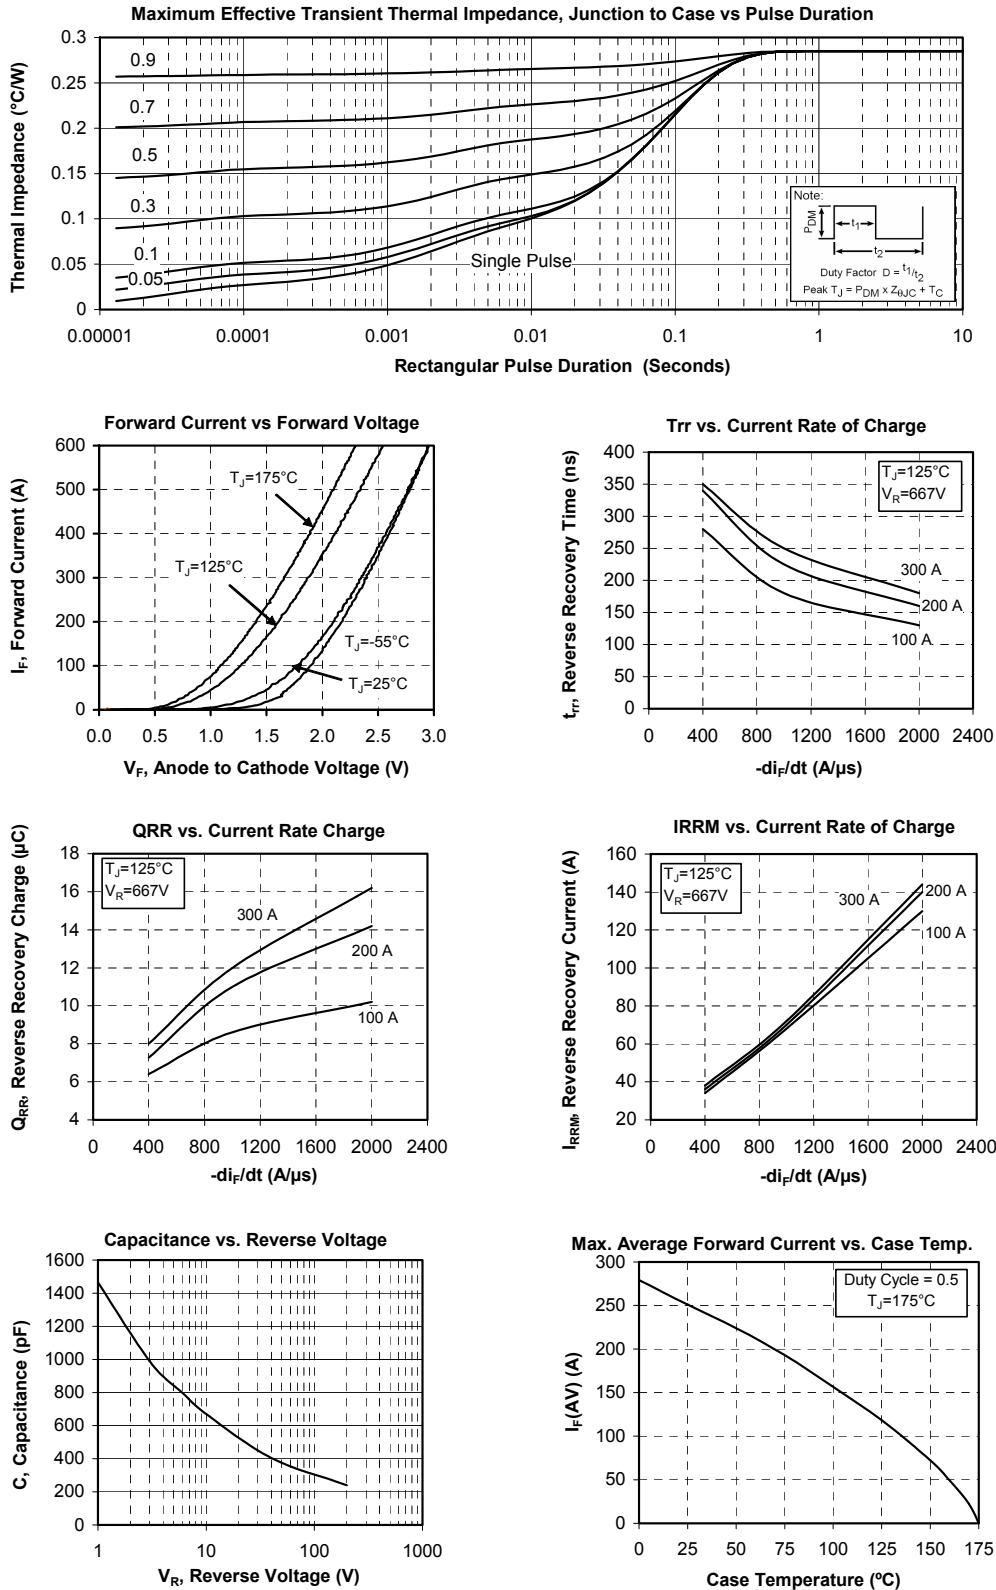 Maximum Effective Transient Thermal Impedance, Junction to Case vs Pulse Duration
Thermal Impedance (°C/W)
0.3
0.25
0.2
0.15
0.1
0.05
0
0.9
0.7
0.5
0.3
0.1
0.05
Single Pulse
Note:
PDM
t1
t2
Duty Factor D = t1/t2
Peak TJ = PDM x ZθJC + TC
0.00001
0.0001
0.001
0.01
0.1
1
10
Rectangular Pulse Duration (Seconds)
Forward Current vs Forward Voltage
IF, Forward Current (A)
600
500
400
300
200
100
0
TJ=175°C
TJ=125°C
TJ=-55°C
TJ=25°C
0.0
0.5
1.0
1.5
2.0
2.5
3.0
VF, Anode to Cathode Voltage (V)
Trr vs. Current Rate of Charge
trr, Reverse Recovery Time (ns)
400
350
300
250
200
150
100
50
0
TJ=125°C
VR=667V
300 A
200 A
100 A
0
400
800
1200
1600
2000
2400
-diF/dt (A/µs)
QRR vs. Current Rate Charge
QRR, Reverse Recovery Charge (µC)
18
16
14
12
10
8
6
4
TJ=125°C
VR=667V
300 A
200 A
100 A
0
400
800
1200
1600
2000
2400
-diF/dt (A/µs)
IRRM vs. Current Rate of Charge
IRRM, Reverse Recovery Current (A)
160
140
120
100
80
60
40
20
TJ=125°C
VR=667V
300 A
200 A
100 A
0
400
800
1200
1600
2000
2400
-diF/dt (A/µs)
Capacitance vs. Reverse Voltage
C, Capacitance (pF)
1600
1400
1200
1000
800
600
400
200
0
1
10
100
1000
VR, Reverse Voltage (V)
Max. Average Forward Current vs. Case Temp.
IF(AV) (A)
300
250
200
150
100
50
0
Duty Cycle = 0.5
TJ=175°C
0
25
50
75
100
125
150
175
Case Temperature (ºC)